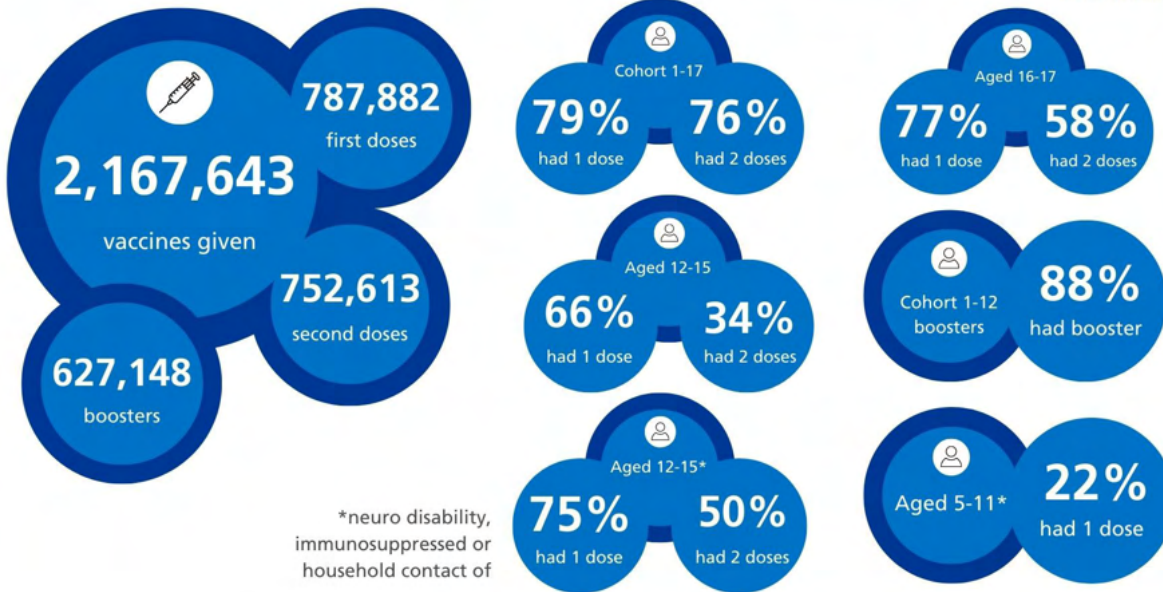 2,167,643
vaccines given
787,882
first doses
752,613
second doses
627,148
boosters
Cohort 1-17
79%
had 1 dose
76%
had 2 doses
Aged 16-17
77%
had 1 dose
58%
had 2 doses
Aged 12-15
66%
had 1 dose
34%
had 2 doses
Cohort 1-12
boosters
88%
had booster
Aged 12-15*
75%
had 1 dose
50%
had 2 doses
Aged 5-11*
22%
had 1 dose
*neuro disability,
immunosuppressed or
household contact of